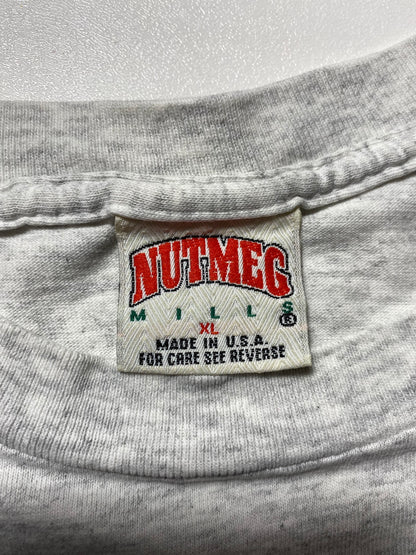 NUTMEG
MILLS®
XL
MADE IN U.S.A.
FOR CARE SEE REVERSE